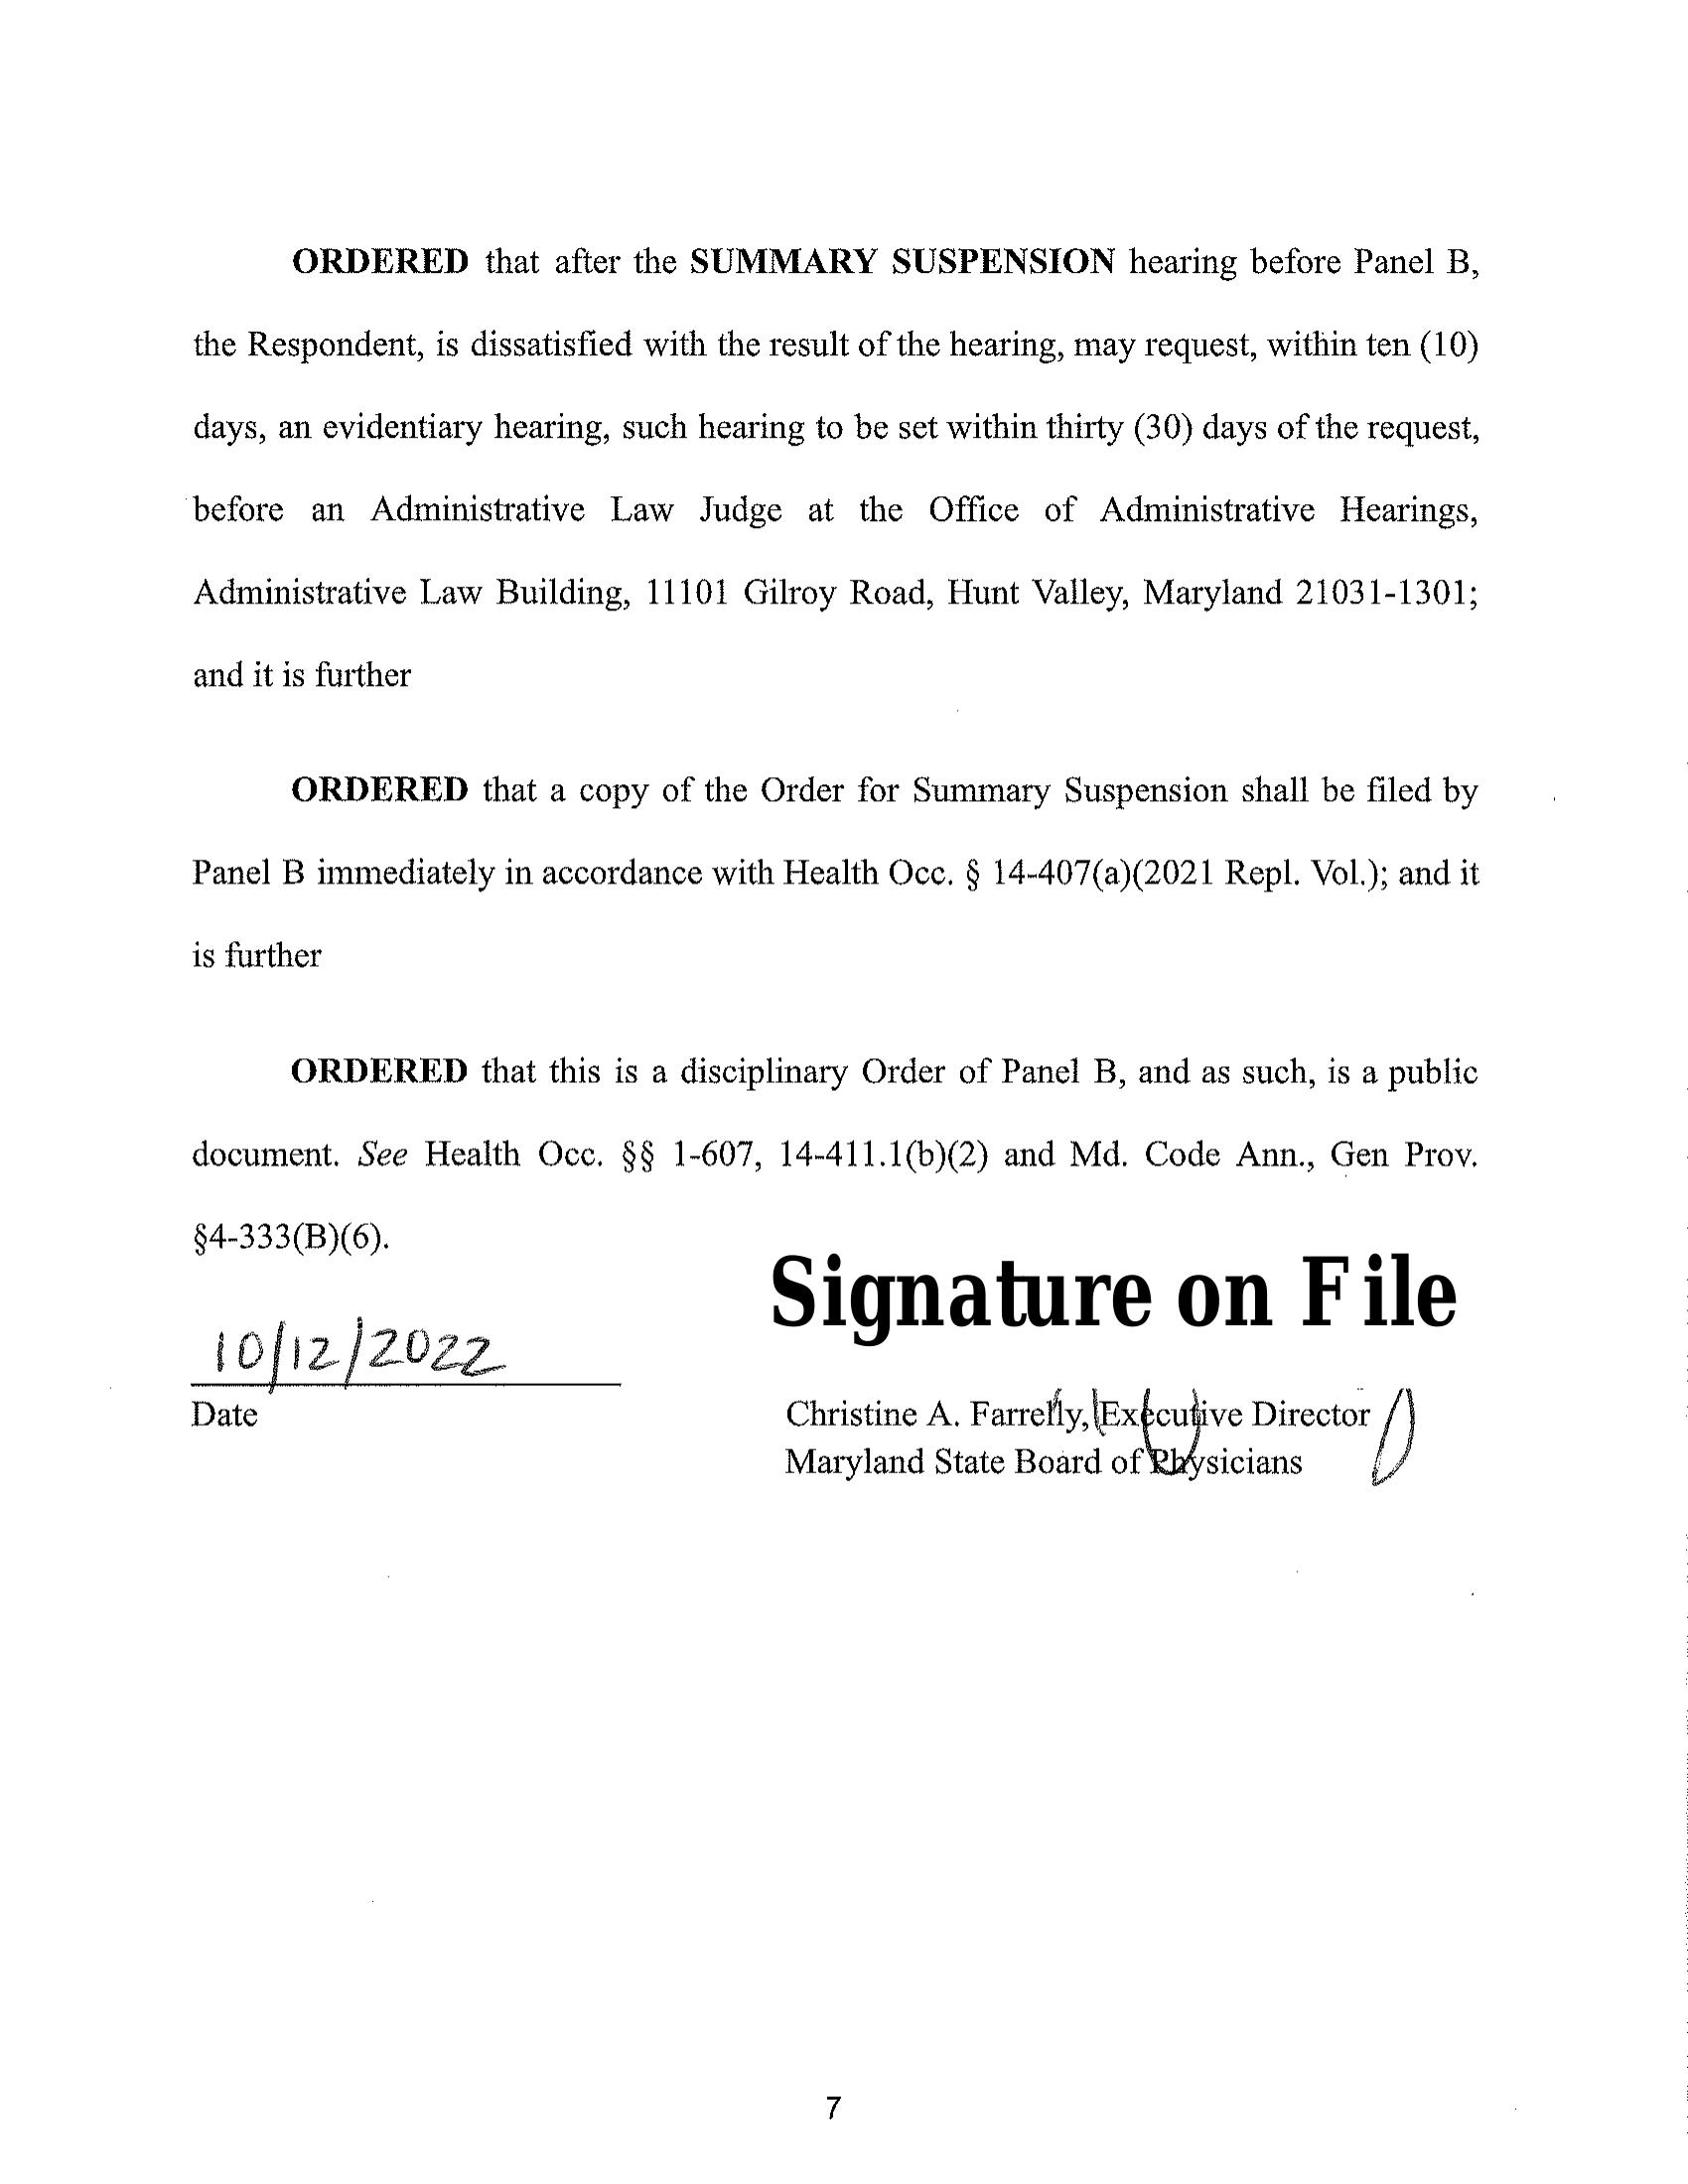 ORDERED that after the SUMMARY SUSPENSION hearing before Panel B,
the Respondent, is dissatisfied with the result of the hearing, may request, within ten (10)
days, an evidentiary hearing, such hearing to be set within thirty (30) days of the request,
before an Administrative Law Judge at the Office of Administrative Hearings,
Administrative Law Building, 11101 Gilroy Road, Hunt Valley, Maryland 21031-1301;
and it is further
ORDERED that a copy of the Order for Summary Suspension shall be filed by
Panel B immediately in accordance with Health Occ. § 14-407(a)(2021 Repl. Vol.); and it
is further
ORDERED that this is a disciplinary Order of Panel B, and as such, is a public
document. See Health Occ. §§ 1-607, 14-411.1(b)(2) and Md. Code Ann., Gen Prov.
§4-333(B)(6).
Signature on File
10/12/2022
Date
Christine A. Farrelly, Executive Director
Maryland State Board of Physicians
7